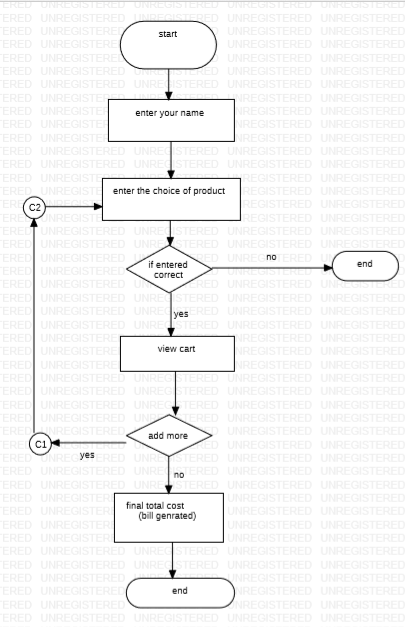 start
enter your name
enter the choice of product
C2
if entered
correct
no
end
yes
view cart
add more
C1
yes
no
final total cost
(bill genrated)
end
UNREGISTERED